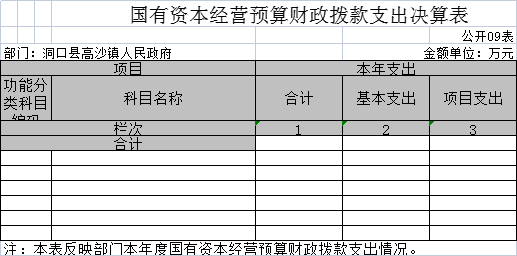 国有资本经营预算财政拨款支出决算表
公开09表
部门：洞口县高沙镇人民政府 金额单位：万元
项目 本年支出
功能分类科目编码 科目名称 合计 基本支出 项目支出
栏次 1 2 3
合计
注：本表反映部门本年度国有资本经营预算财政拨款支出情况。